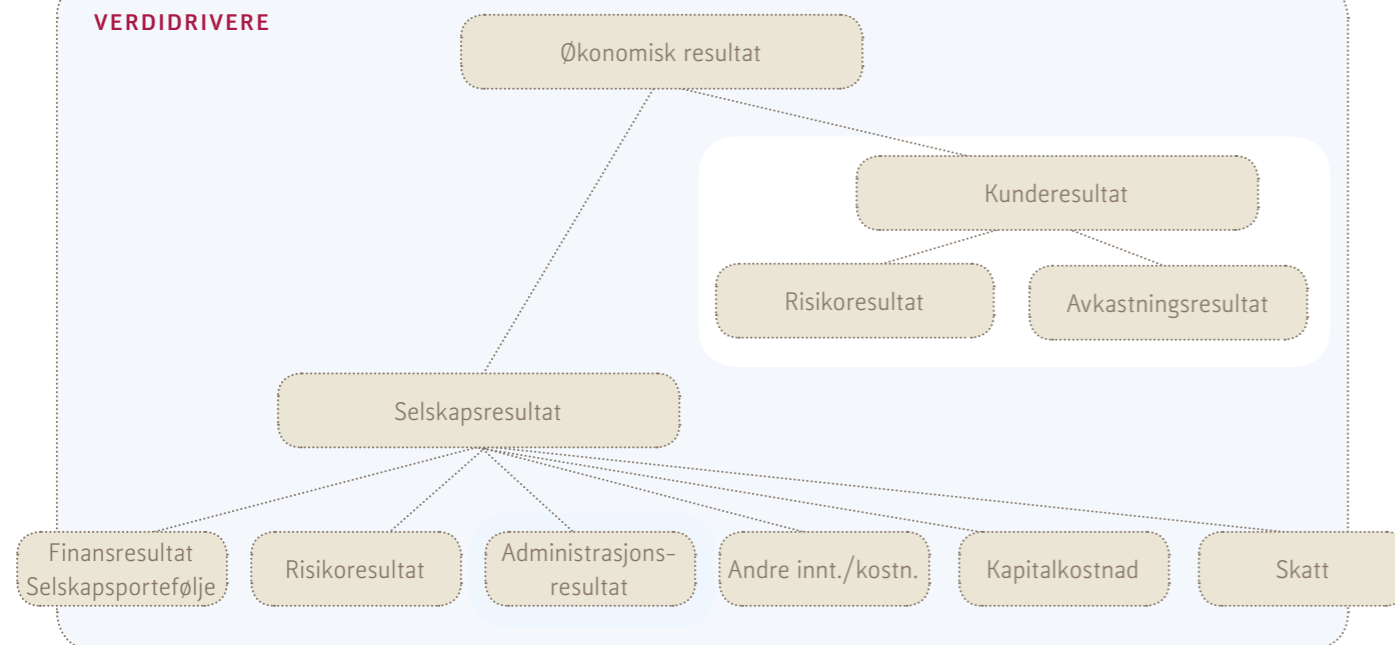 VERDIDRIVERE
Økonomisk resultat
Kunderesultat
Risikoresultat
Avkastningsresultat
Selskapsresultat
Finansresultat
Selskapsportefølje
Risikoresultat
Administrasjons-
resultat
Andre innt./kostn.
Kapitalkostnad
Skatt